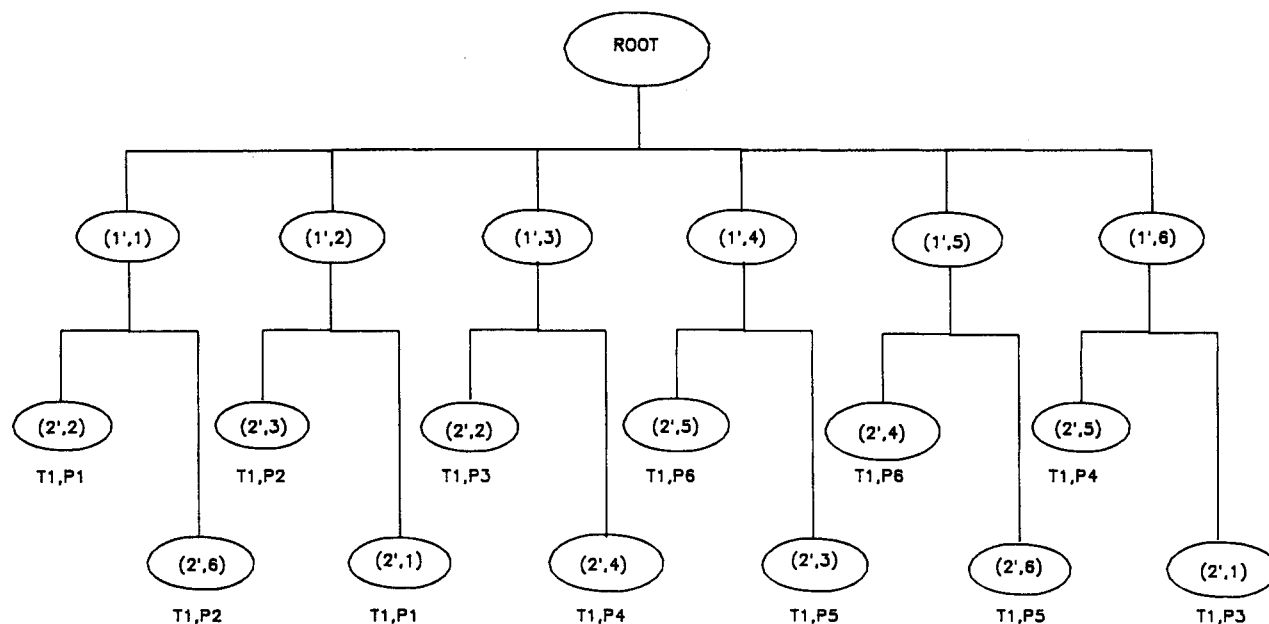 ROOT
(1',1) (1',2) (1',3) (1',4) (1',5) (1',6)
(2',2) (2',3) (2',2) (2',5) (2',4) (2',5)
T1,P1 T1,P2 T1,P3 T1,P6 T1,P6 T1,P4
(2',6) (2',1) (2',4) (2',3) (2',6) (2',1)
T1,P2 T1,P1 T1,P4 T1,P5 T1,P5 T1,P3